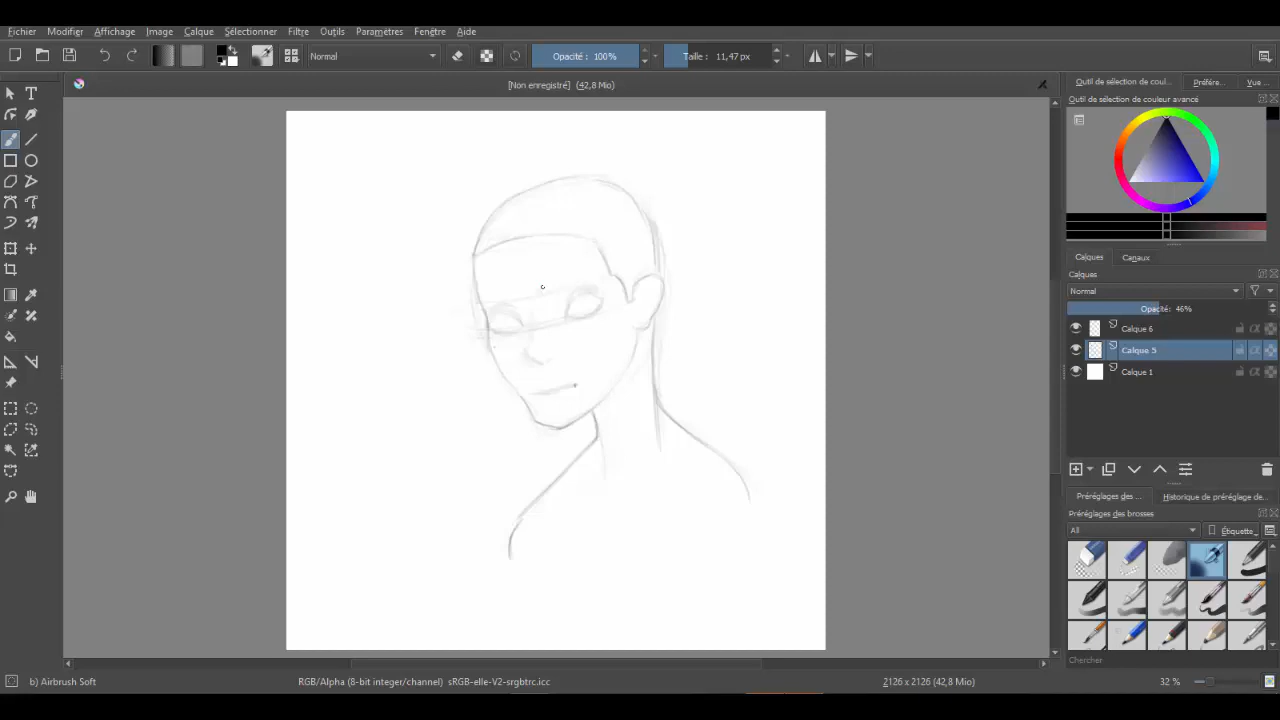 Fichier Modifier Affichage Image Calque Sélectionner Filtre Outils Paramètres Fenêtre Aide
Normal Opacité : 100% Taille : 11,47 px
[Non enregistré] (42,8 Mio)
Outil de sélection de coul... Préfére... Vue ...
Outil de sélection de couleur avancé
Calques Canaux
Calques
Normal
Opacité: 46%
Calque 6
Calque 5
Calque 1
Préréglages des ... Historique de préréglage de...
Préréglages des brosses
All Étiquette
Chercher
b) Airbrush Soft RGB/Alpha (8-bit integer/channel) sRGB-elle-V2-srgbtrc.icc 2126 x 2126 (42,8 Mio) 32 %